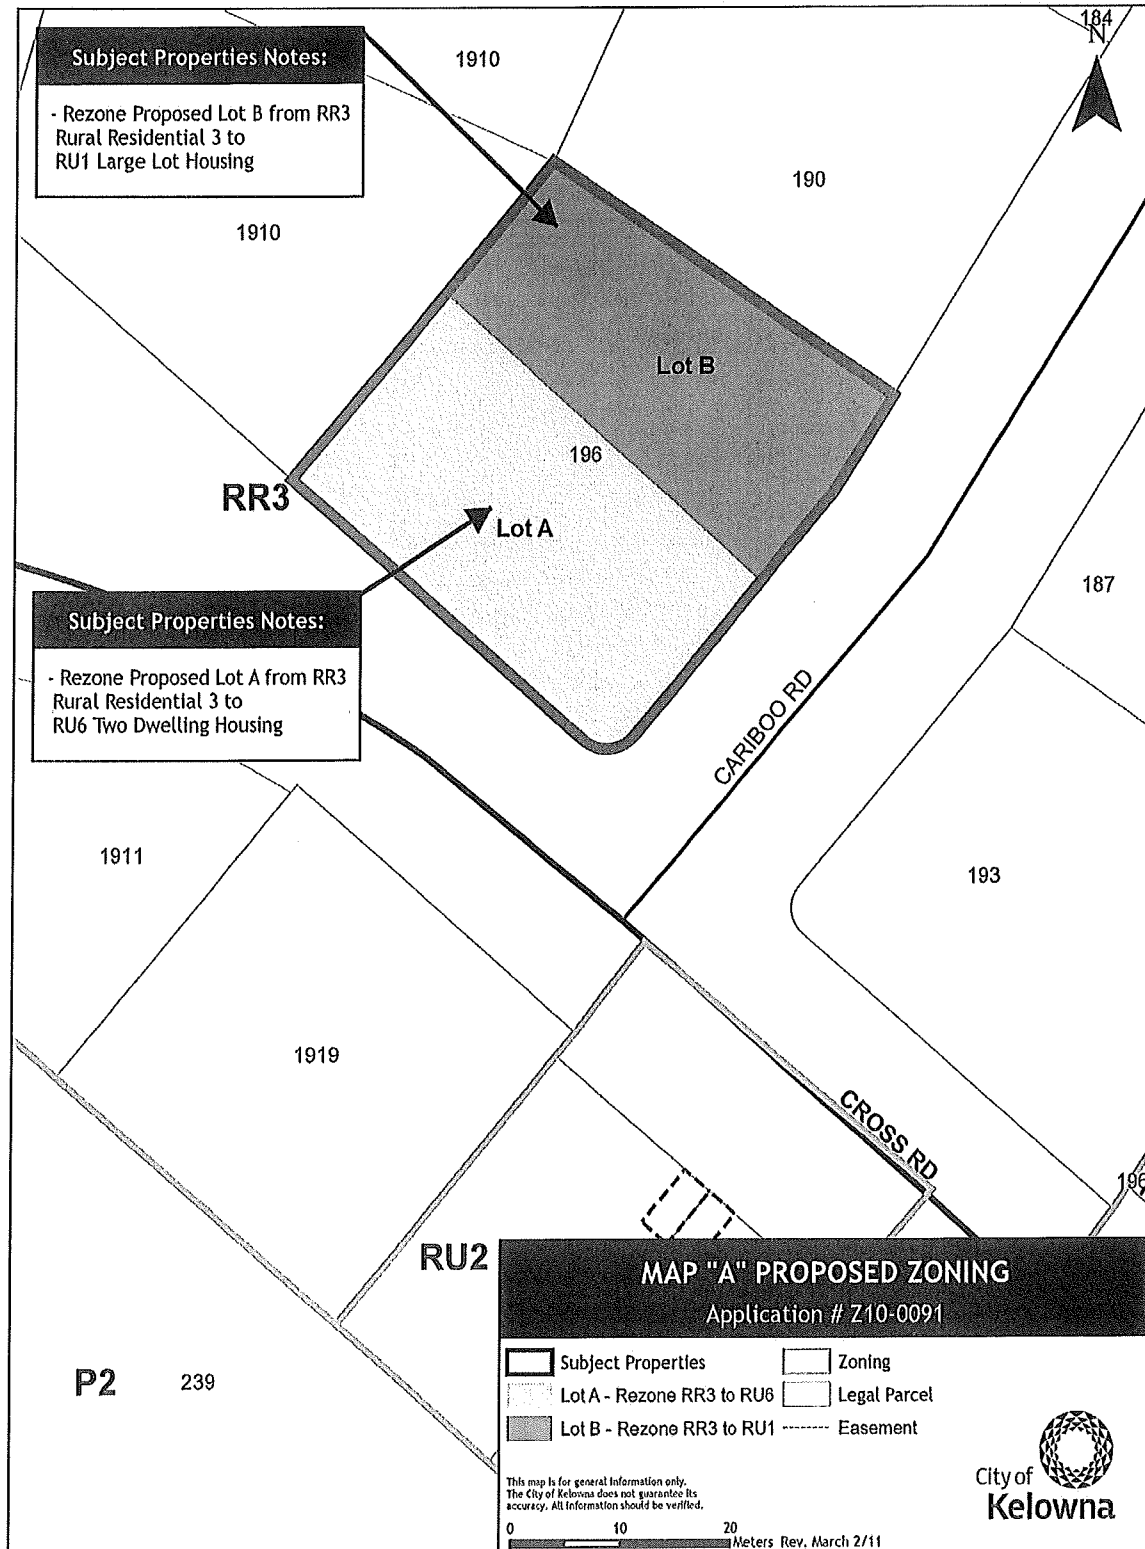 184
N
Subject Properties Notes:
- Rezone Proposed Lot B from RR3
Rural Residential 3 to
RU1 Large Lot Housing
1910
190
1910
Lot B
196
RR3
Lot A
187
Subject Properties Notes:
- Rezone Proposed Lot A from RR3
Rural Residential 3 to
RU6 Two Dwelling Housing
CARIBOO RD
1911
193
1919
CROSS RD
196
RU2
P2
239
MAP "A" PROPOSED ZONING
Application # Z10-0091
Subject Properties
Zoning
Lot A - Rezone RR3 to RU6
Legal Parcel
Lot B - Rezone RR3 to RU1
Easement
This map is for general information only.
The City of Kelowna does not guarantee its
accuracy. All information should be verified.
City of
Kelowna
0 10 20
Meters Rev. March 2/11